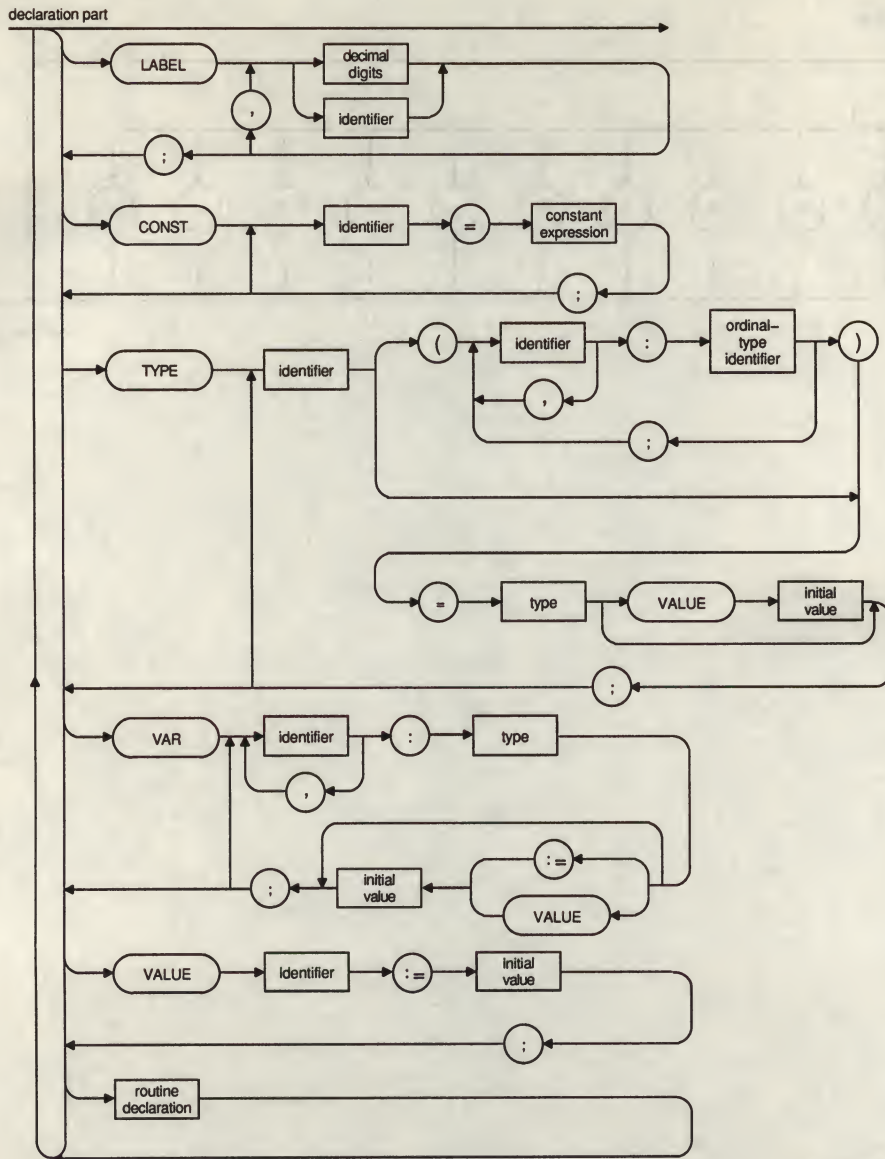 declaration part
LABEL
decimal
digits
,
identifier
;
CONST
identifier
=
constant
expression
;
TYPE
identifier
(
identifier
:
ordinal–
type
identifier
)
,
;
=
type
VALUE
initial
value
;
VAR
identifier
:
type
,
:=
;
initial
value
VALUE
VALUE
Identifier
:=
initial
value
;
routine
declaration